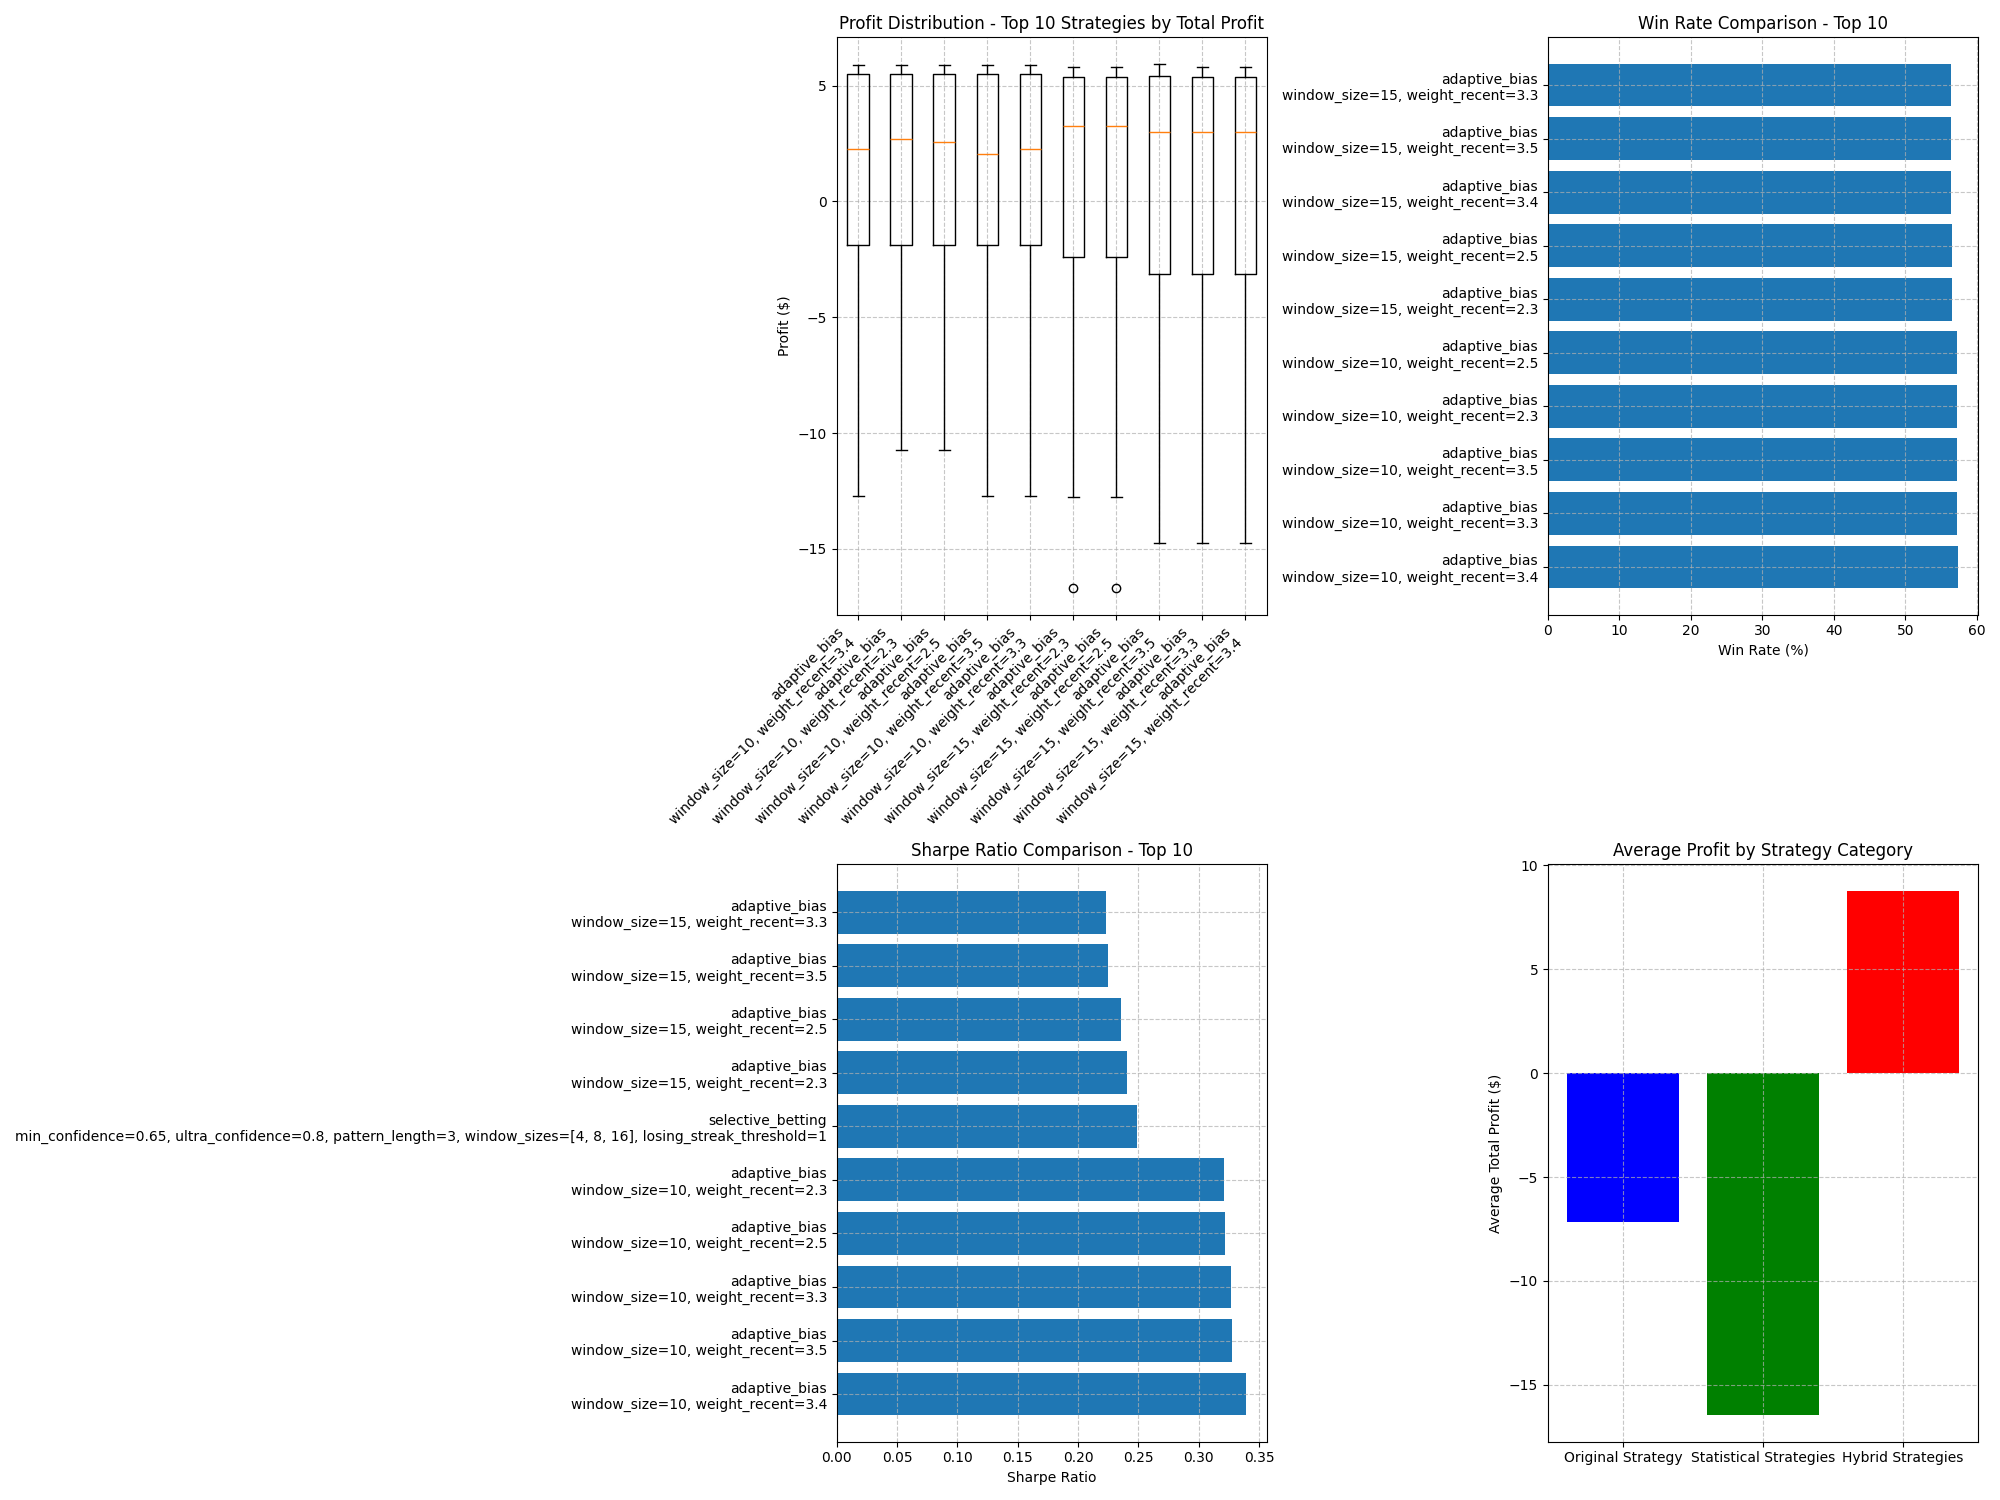 Profit Distribution - Top 10 Strategies by Total Profit
Profit ($)
5
0
−5
−10
−15
adaptive_bias
window_size=10, weight_recent=3.4
adaptive_bias
window_size=10, weight_recent=2.3
adaptive_bias
window_size=10, weight_recent=2.5
adaptive_bias
window_size=10, weight_recent=3.5
adaptive_bias
window_size=10, weight_recent=3.3
adaptive_bias
window_size=15, weight_recent=2.3
adaptive_bias
window_size=15, weight_recent=2.5
adaptive_bias
window_size=15, weight_recent=3.5
adaptive_bias
window_size=15, weight_recent=3.3
adaptive_bias
window_size=15, weight_recent=3.4
Win Rate Comparison - Top 10
adaptive_bias
window_size=15, weight_recent=3.3
adaptive_bias
window_size=15, weight_recent=3.5
adaptive_bias
window_size=15, weight_recent=3.4
adaptive_bias
window_size=15, weight_recent=2.5
adaptive_bias
window_size=15, weight_recent=2.3
adaptive_bias
window_size=10, weight_recent=2.5
adaptive_bias
window_size=10, weight_recent=2.3
adaptive_bias
window_size=10, weight_recent=3.5
adaptive_bias
window_size=10, weight_recent=3.3
adaptive_bias
window_size=10, weight_recent=3.4
0 10 20 30 40 50 60
Win Rate (%)
Sharpe Ratio Comparison - Top 10
adaptive_bias
window_size=15, weight_recent=3.3
adaptive_bias
window_size=15, weight_recent=3.5
adaptive_bias
window_size=15, weight_recent=2.5
adaptive_bias
window_size=15, weight_recent=2.3
selective_betting
min_confidence=0.65, ultra_confidence=0.8, pattern_length=3, window_sizes=[4, 8, 16], losing_streak_threshold=1
adaptive_bias
window_size=10, weight_recent=2.3
adaptive_bias
window_size=10, weight_recent=2.5
adaptive_bias
window_size=10, weight_recent=3.3
adaptive_bias
window_size=10, weight_recent=3.5
adaptive_bias
window_size=10, weight_recent=3.4
0.00 0.05 0.10 0.15 0.20 0.25 0.30 0.35
Sharpe Ratio
Average Profit by Strategy Category
Average Total Profit ($)
10
5
0
−5
−10
−15
Original Strategy Statistical Strategies Hybrid Strategies